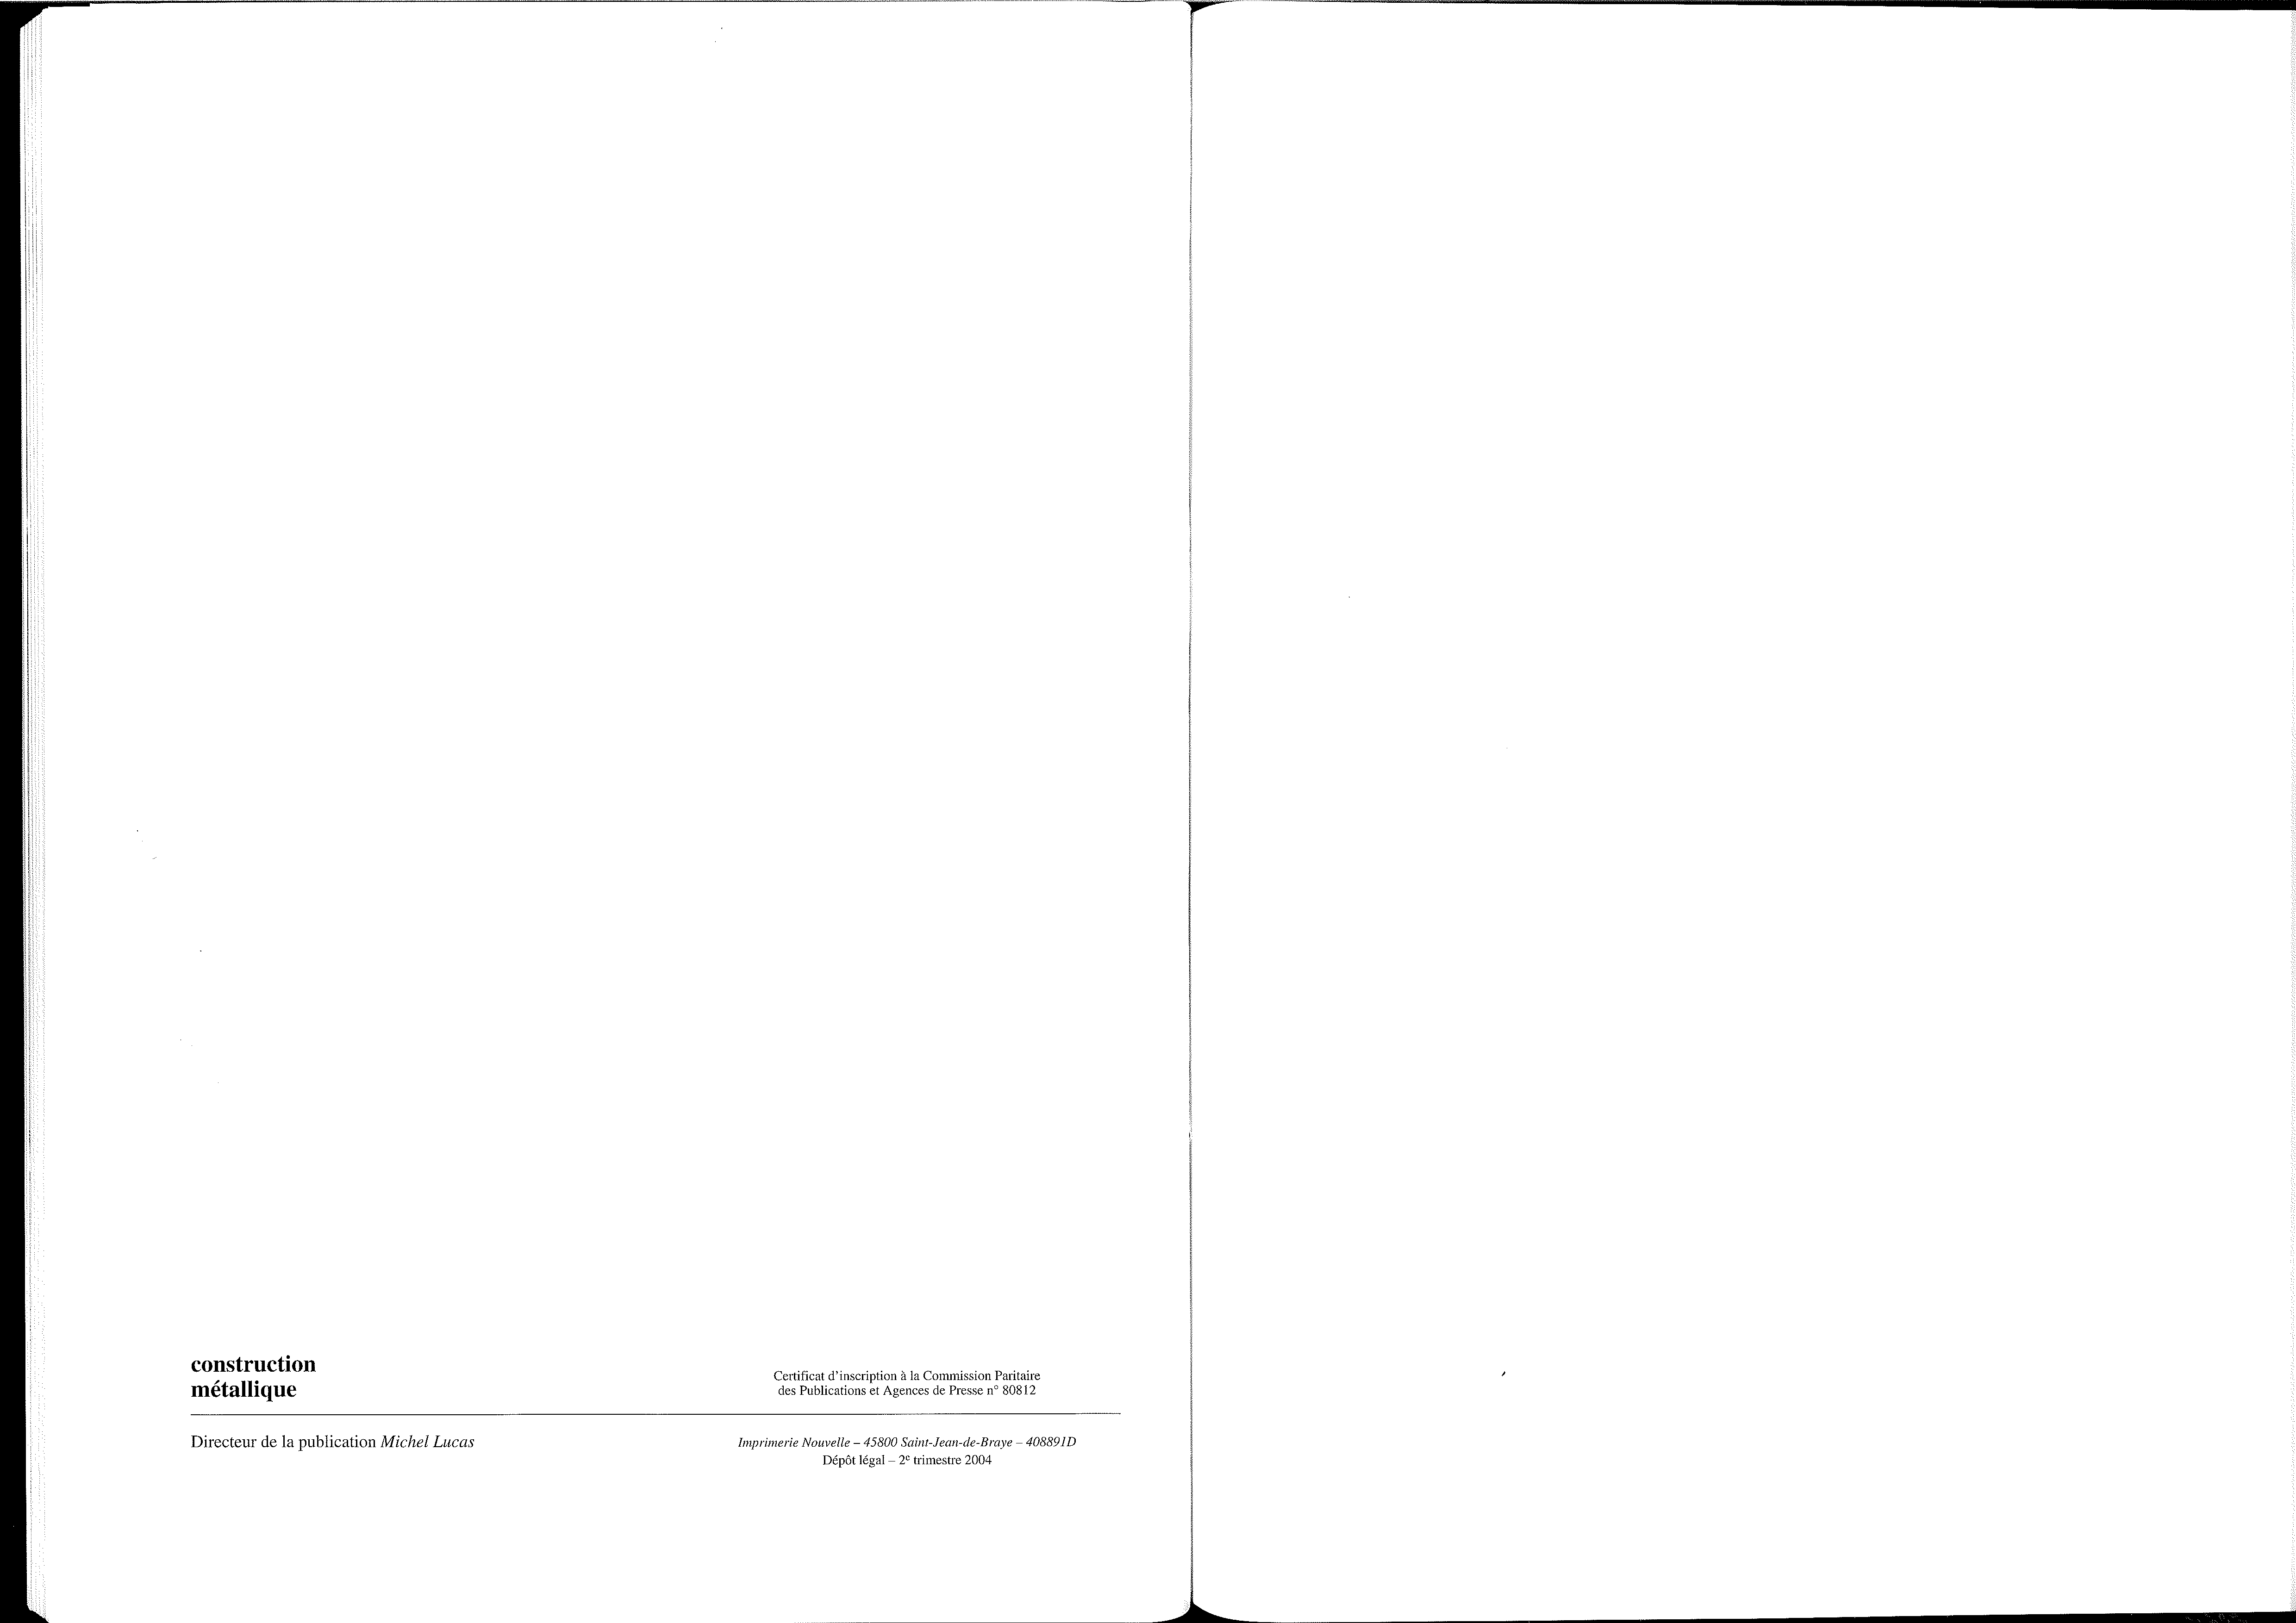 construction
métallique
Certificat d'inscription à la Commission Paritaire
des Publications et Agences de Presse n° 80812
Directeur de la publication Michel Lucas
Imprimerie Nouvelle – 45800 Saint-Jean-de-Braye – 408891D
Dépôt légal – 2e trimestre 2004